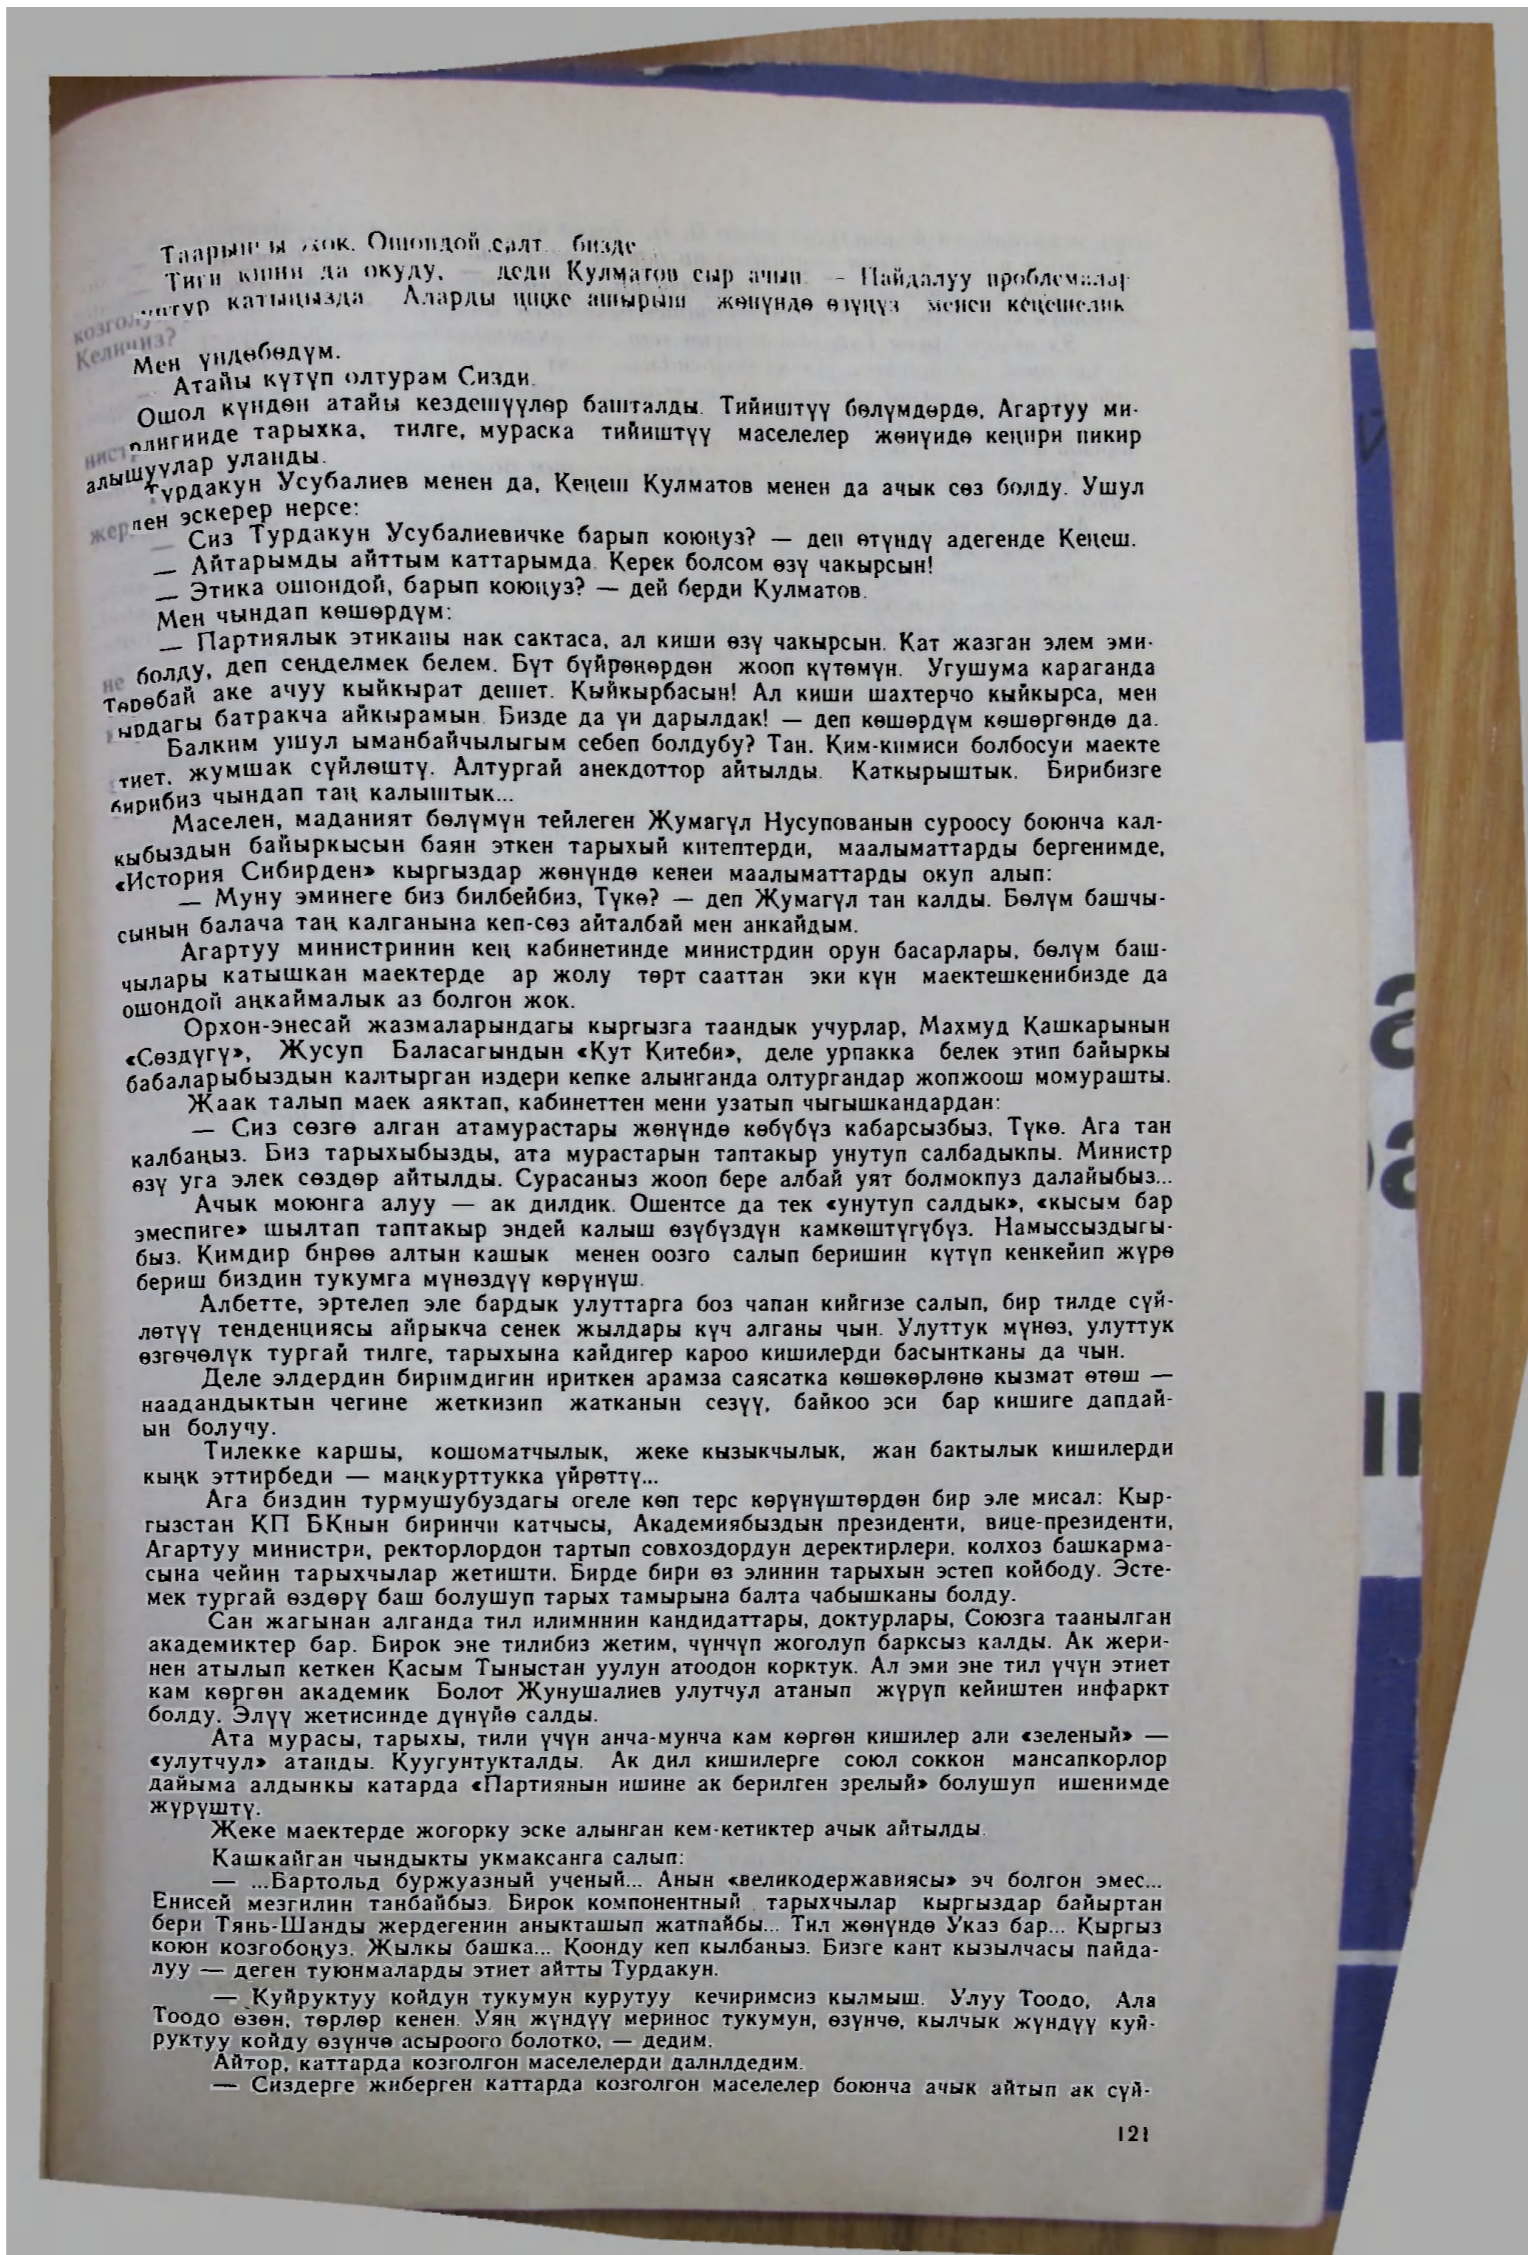 Таарыныч жок. Ошондой салт бизде.
Тиги киши да окуду, — деди Кулматов сыр ачып. — Пайдалуу проблемалар
козголуптур катыңызда Аларды ишке ашырыш жөнүндө өзүңүз менен кеңешелик
Келиңиз?
Мен үндөбөдүм.
Атайы күтүп олтурам Сизди.
Ошол күндөн атайы кездешүүлөр башталды. Тийиштүү бөлүмдөрдө, Агартуу ми-
нистрлигинде тарыхка, тилге, мураска тийиштүү маселелер жөнүндө кеңири пикир
алышуулар уланды.
Турдакун Усубалиев менен да, Кеңеш Кулматов менен да ачык сөз болду. Ушул
жерден эскерер нерсе:
— Сиз Турдакун Усубалиевичке барып коюңуз? — деп өтүндү адегенде Кеңеш.
— Айтарымды айттым каттарымда. Керек болсом өзү чакырсын!
— Этика ошондой, барып коюңуз? — дей берди Кулматов.
Мен чындап көшөрдүм:
— Партиялык этиканы нак сактаса, ал киши өзү чакырсын. Кат жазган элем эми-
не болду, деп сеңделмек белем. Бүт бүйрөнөрдөн жооп күтөмүн. Угушума караганда
Төрөбай аке ачуу кыйкырат дешет. Қыйкырбасын! Ал киши шахтерчо кыйкырса, мен
кырдагы батракча айкырамын. Бизде да үн дарылдак! — деп көшөрдүм көшөргөндө да.
Балким ушул ыманбайчылыгым себеп болдубу? Тан. Ким-кимиси болбосун маекте
этиет, жумшак сүйлөштү. Алтургай анекдоттор айтылды. Каткырыштык. Бирибизге
бирибиз чындап таң калыштык...
Маселен, маданият бөлүмүн тейлеген Жумагүл Нусупованын суроосу боюнча кал-
кыбыздын байыркысын баян эткен тарыхый китептерди, маалыматтарды бергенимде,
«История Сибирден» кыргыздар жөнүндө кенен маалыматтарды окуп алып:
— Муну эминеге биз билбейбиз, Түкө? — деп Жумагүл тан калды. Бөлүм башчы-
сынын балача таң калганына кеп-сөз айталбай мен анкайдым.
Агартуу министринин кең кабинетинде министрдин орун басарлары, бөлүм баш-
чылары катышкан маектерде ар жолу төрт сааттан эки күн маектешкенибизде да
ошондой аңкаймалык аз болгон жок.
Орхон-энесай жазмаларындагы кыргызга таандык учурлар, Махмуд Қашкарынын
«Сөздүгү», Жусуп Баласагындын «Кут Китеби», деле урпакка белек этип байыркы
бабаларыбыздын калтырган издери кепке алынганда олтургандар жопжоош момурашты.
Жаак талып маек аяктап, кабинеттен мени узатып чыгышкандардан:
— Сиз сөзгө алган атамурастары жөнүндө көбүбүз кабарсызбыз, Түкө. Ага тан
калбаңыз. Биз тарыхыбызды, ата мурастарын таптакыр унутуп салбадыкпы. Министр
өзү уга элек сөздөр айтылды. Сурасаңыз жооп бере албай уят болмокпуз далайыбыз...
Ачык моюнга алуу — ак дилдик. Ошентсе да тек «унутуп салдык», «кысым бар
эмеспиге» шылтап таптакыр эндей калыш өзүбүздүн камкөштүгүбүз. Намыссыздыгы-
быз. Кимдир бирөө алтын кашык менен оозго салып беришин күтүп кенкейип жүрө
бериш биздин тукумга мүнөздүү көрүнүш.
Албетте, эртелеп эле бардык улуттарга боз чапан кийгизе салып, бир тилде сүй-
лөтүү тенденциясы айрыкча сенек жылдары күч алганы чын. Улуттук мүнөз, улуттук
өзгөчөлүк тургай тилге, тарыхына кайдигер кароо кишилерди басынтканы да чын.
Деле элдердин биримдигин ириткен арамза саясатка көшөкөрлөнө кызмат өтөш —
наадандыктын чегине жеткизип жатканын сезүү, байкоо эси бар кишиге дапдай-
ын болучу.
Тилекке каршы, кошоматчылык, жеке кызыкчылык, жан бактылык кишилерди
кыңк эттирбеди — маңкурттукка үйрөттү...
Ага биздин турмушубуздагы өгеле көп терс көрүнүштөрдөн бир эле мисал: Қыр-
гызстан КП БКнын биринчи катчысы, Академиябыздын президенти, вице-президенти,
Агартуу министри, ректорлордон тартып совхоздордун деректирлери, колхоз башкарма-
сына чейин тарыхчылар жетишти. Бирде бири өз элинин тарыхын эстеп койбоду. Эсте-
мек тургай өздөрү баш болушуп тарых тамырына балта чабышканы болду.
Сан жагынан алганда тил илимннин кандидаттары, доктурлары, Союзга таанылган
академиктер бар. Бирок эне тилибиз жетим, чүнчүп жоголуп барксыз калды. Ак жери-
нен атылып кеткен Қасым Тыныстан уулун атоодон корктук. Ал эми эне тил үчүн этиет
кам көргөн академик Болот Жунушалиев улутчул атанып жүрүп кейиштен инфаркт
болду. Элүү жетисинде дүнүйө салды.
Ата мурасы, тарыхы, тили үчүн анча-мунча кам көргөн кишилер али «зеленый» —
«улутчул» атанды. Қуугунтукталды. Ак дил кишилерге союл соккон мансапкорлор
дайыма алдынкы катарда «Партиянын ишине ак берилген зрелый» болушуп ишенимде
жүрүштү.
Жеке маектерде жогорку эске алынган кем-кетиктер ачык айтылды.
Қашкайган чындыкты укмаксанга салып:
— ...Бартольд буржуазный ученый... Анын «великодержавиясы» эч болгон эмес...
Енисей мезгилин танбайбыз. Бирок компонентный тарыхчылар кыргыздар байыртан
бери Тянь-Шанды жердегенин аныкташып жатпайбы... Тил жөнүндө Указ бар... Қыргыз
коюн козгобоңуз. Жылкы башка... Қоонду кеп кылбаңыз. Бизге кант кызылчасы пайда-
луу — деген туюнмаларды этиет айтты Турдакун.
— Қуйруктуу койдун тукумун курутуу кечиримсиз кылмыш. Улуу Тоодо, Ала
Тоодо өзөн, төрлөр кенен. Уяң жүндүү меринос тукумун, өзүнчө, кылчык жүндүү куй-
руктуу койду өзүнчө асыроого болотко, — дедим.
Айтор, каттарда козголгон маселелерди далилдедим.
— Сиздерге жиберген каттарда козголгон маселелер боюнча ачык айтып ак сүй-
121